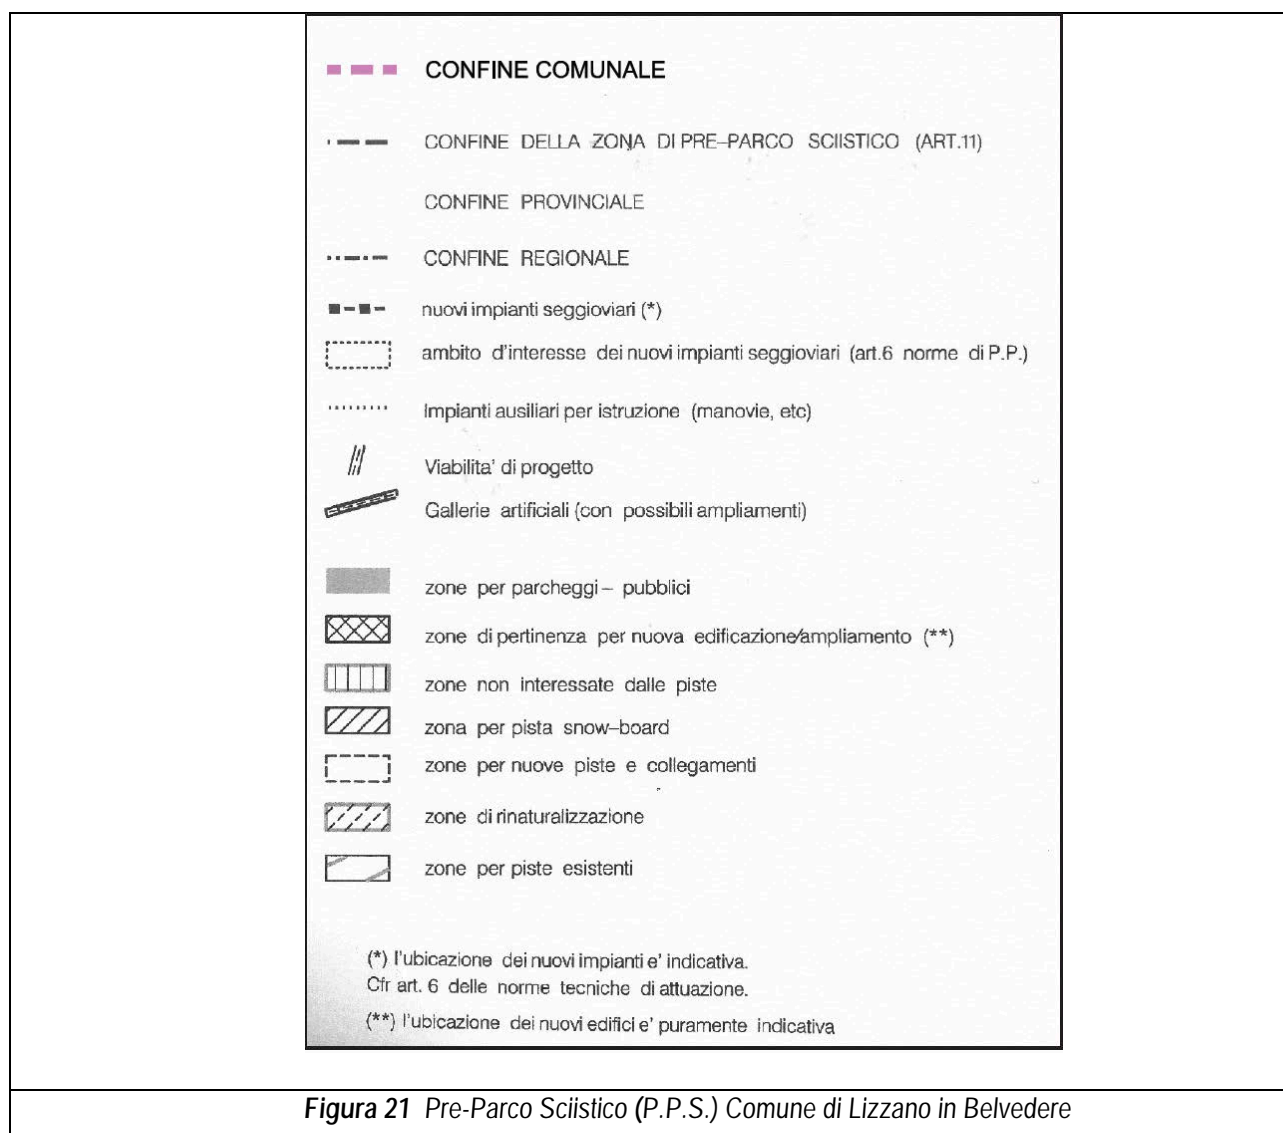 CONFINE COMUNALE
CONFINE DELLA ZONA DI PRE-PARCO SCIISTICO (ART.11)
CONFINE PROVINCIALE
CONFINE REGIONALE
nuovi impianti seggioviari (*)
ambito d'interesse dei nuovi impianti seggioviari (art.6 norme di P.P.)
Impianti ausiliari per istruzione (manovie, etc)
Viabilita' di progetto
Gallerie artificiali (con possibili ampliamenti)
zone per parcheggi - pubblici
zone di pertinenza per nuova edificazione/ampliamento (**)
zone non interessate dalle piste
zona per pista snow-board
zone per nuove piste e collegamenti
zone di rinaturalizzazione
zone per piste esistenti
(*) l'ubicazione dei nuovi impianti e' indicativa.
Cfr art. 6 delle norme tecniche di attuazione.
(**) l'ubicazione dei nuovi edifici e' puramente indicativa
Figura 21 Pre-Parco Sciistico (P.P.S.) Comune di Lizzano in Belvedere